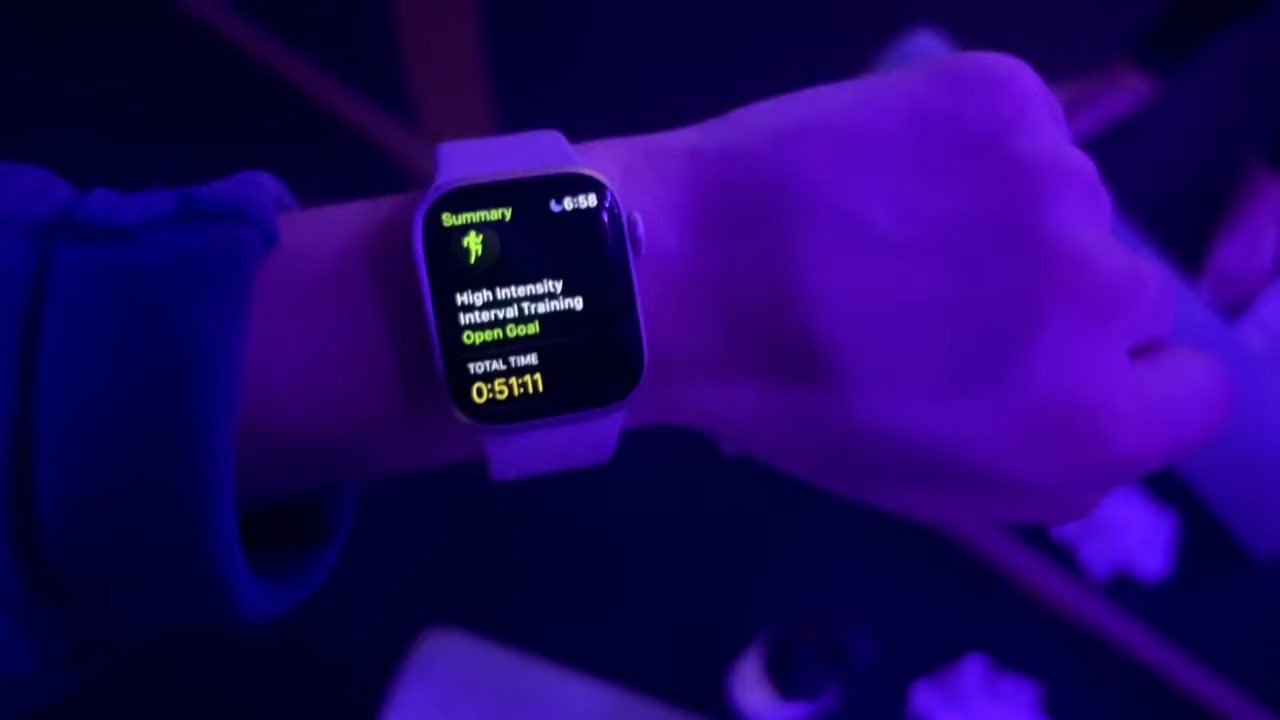 Summary
6:58
High Intensity
Interval Training
Open Goal
TOTAL TIME
0:51:11